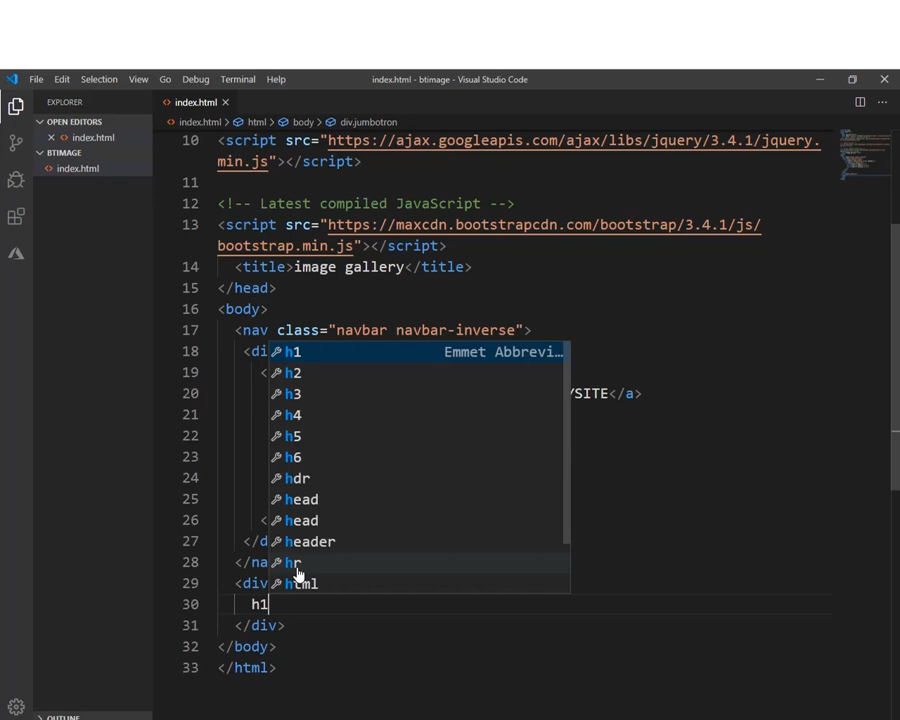 File Edit Selection View Go Debug Terminal Help index.html - btimage - Visual Studio Code
EXPLORER index.html
OPEN EDITORS index.html > html > body > div.jumbotron
index.html
BTIMAGE
index.html
10 <script src="https://ajax.googleapis.com/ajax/libs/jquery/3.4.1/jquery.
min.js"></script>
11
12 <!-- Latest compiled JavaScript -->
13 <script src="https://maxcdn.bootstrapcdn.com/bootstrap/3.4.1/js/
bootstrap.min.js"></script>
14 <title>image gallery</title>
15 </head>
16 <body>
17 <nav class="navbar navbar-inverse">
18 <di h1 Emmet Abbrevi...
19 < h2
20 h3 /SITE</a>
21 h4
22 h5
23 h6
24 hdr
25 head
26 < head
27 </d header
28 </na hr
29 <div html
30 h1
31 </div>
32 </body>
33 </html>
OUTLINE